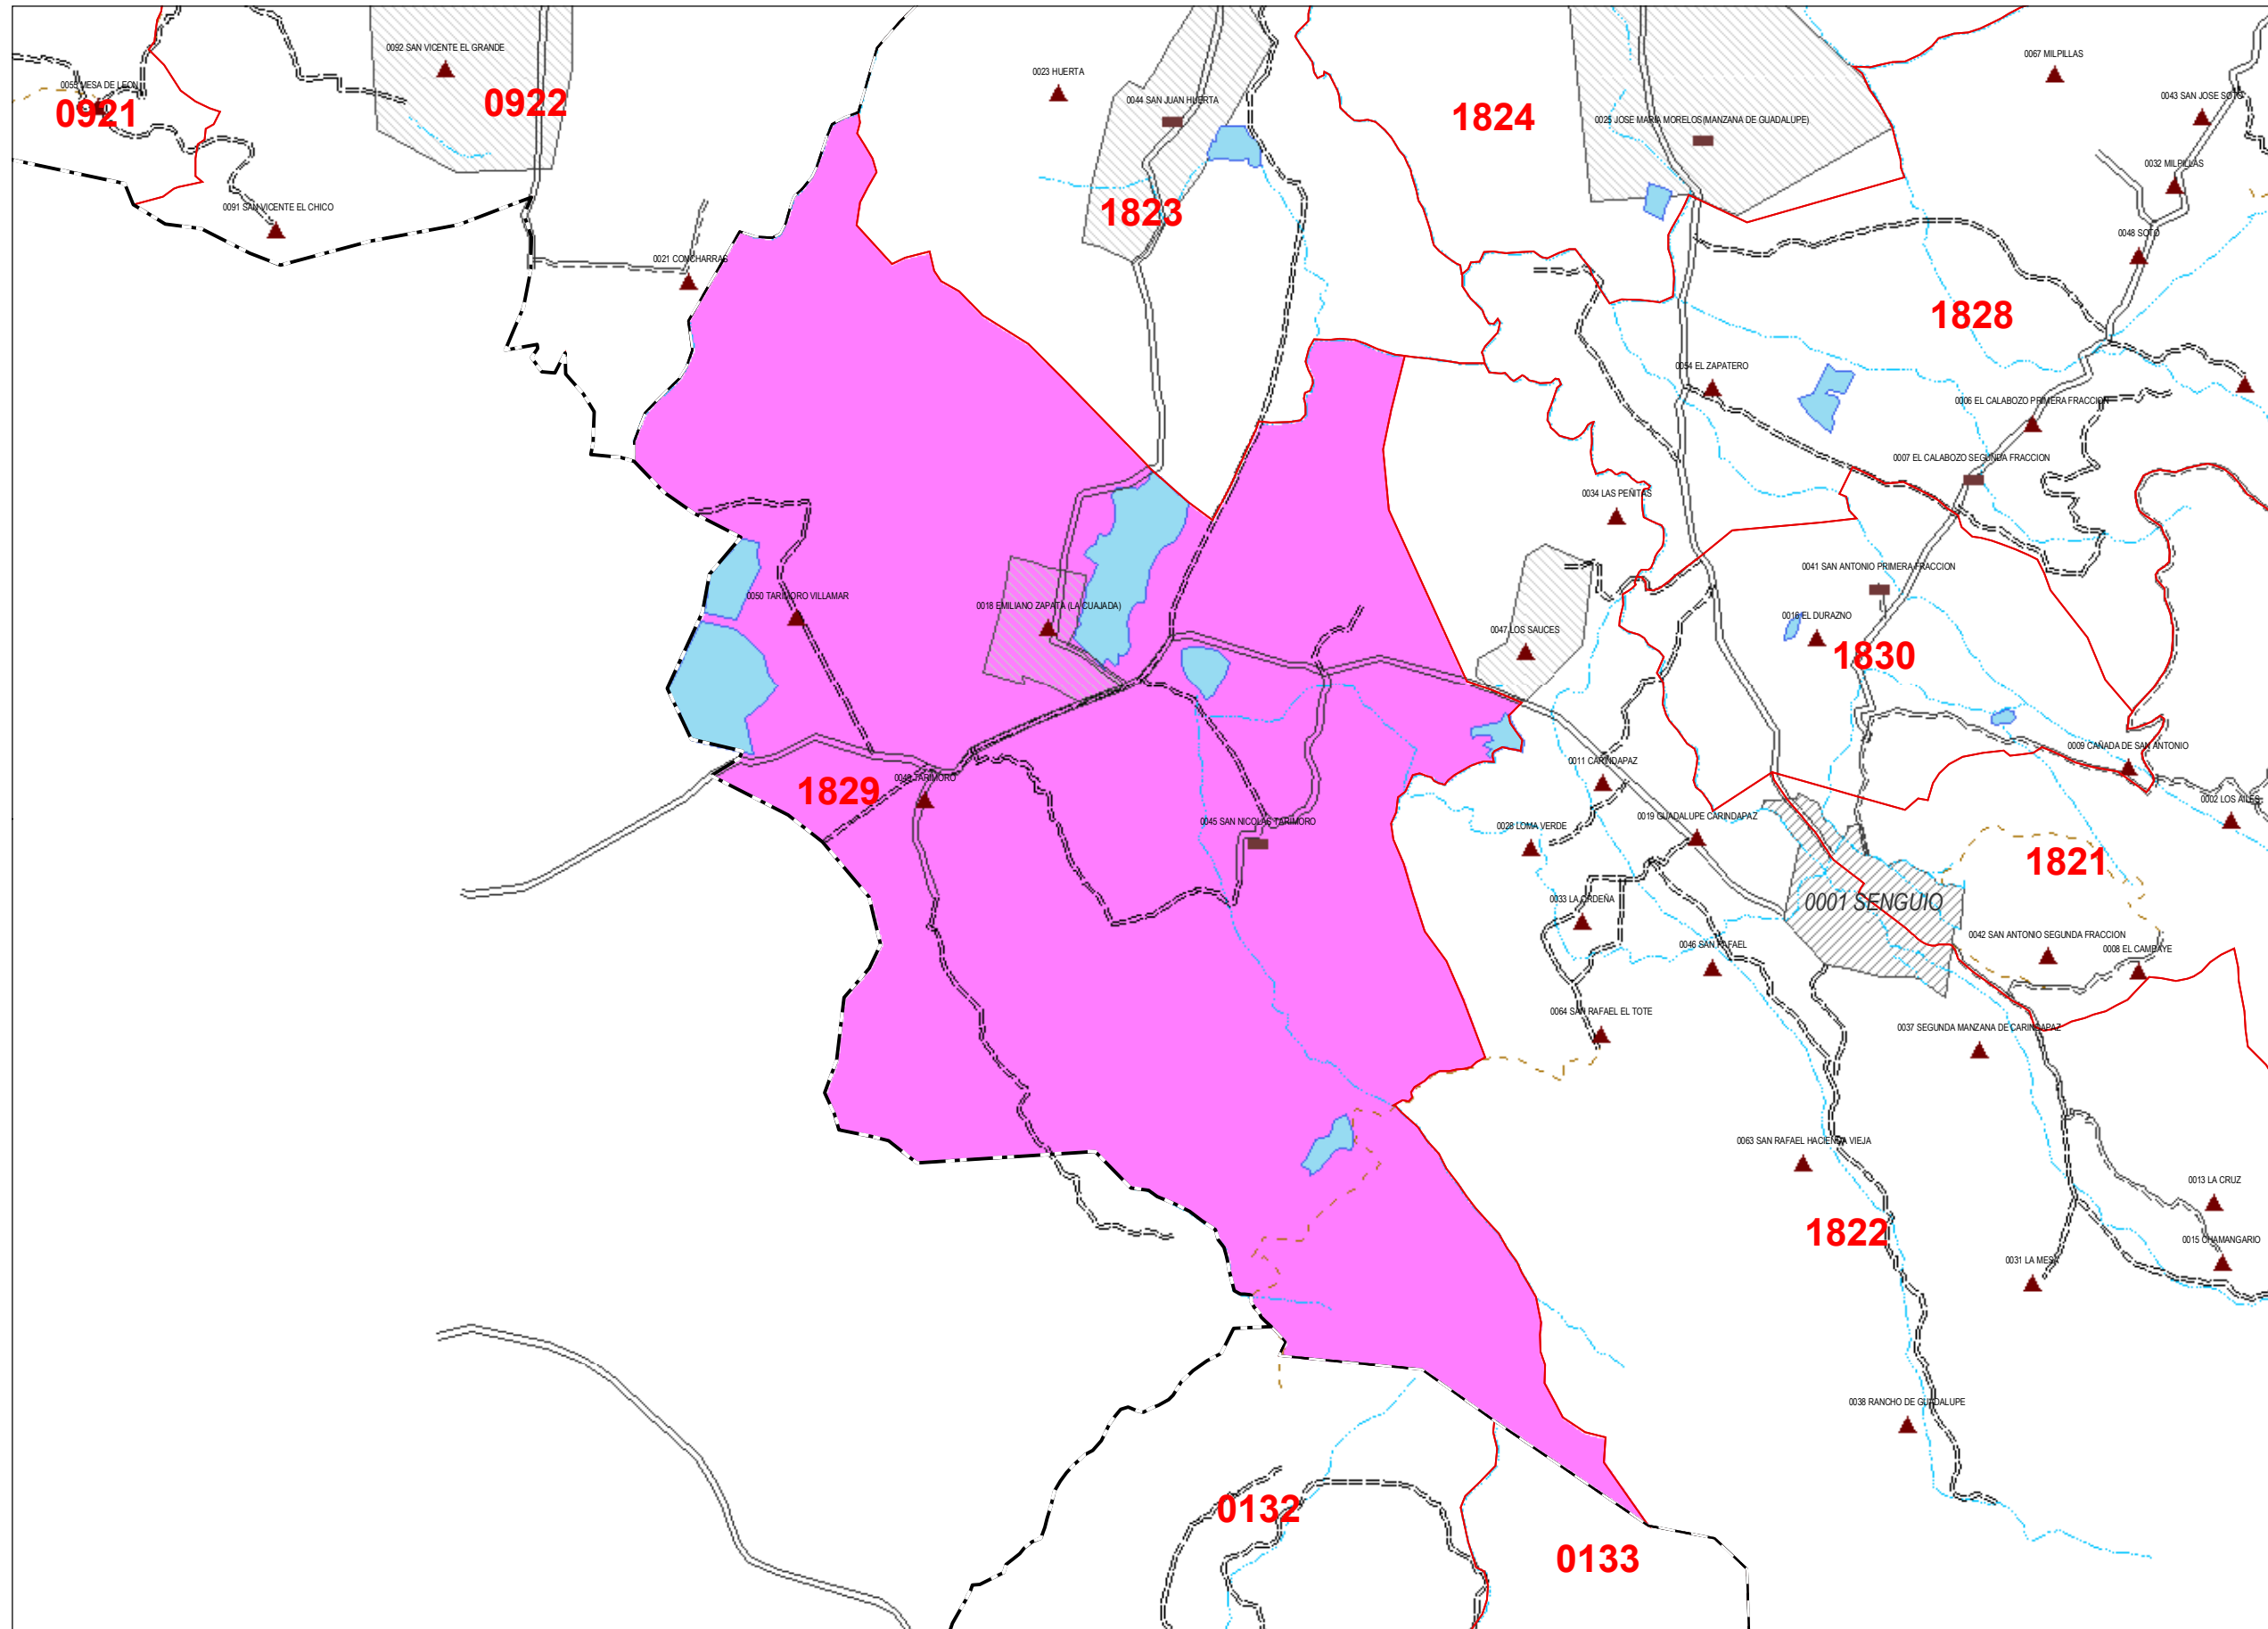 0092 SAN VICENTE EL GRANDE
0067 MILPILLAS
0023 HUERTA
0055 MESA DE LEON
0921
0922
0044 SAN JUAN HUERTA
1824
0025 JOSE MARIA MORELOS (MANZANA DE GUADALUPE)
0043 SAN JOSE SOTO
0032 MILPILLAS
0091 SAN VICENTE EL CHICO
1823
0048 SOTO
0021 CONCHARRAS
1828
0054 EL ZAPATERO
0006 EL CALABOZO PRIMERA FRACCION
0007 EL CALABOZO SEGUNDA FRACCION
0034 LAS PEÑITAS
0041 SAN ANTONIO PRIMERA FRACCION
0050 TARIMORO VILLAMAR
0018 EMILIANO ZAPATA (LA CUAJADA)
0016 EL DURAZNO
0047 LOS SAUCES
1830
0009 CAÑADA DE SAN ANTONIO
0011 CARINDAPAZ
0049 TARIMORO
1829
0002 LOS AILES
0045 SAN NICOLAS TARIMORO
0028 LOMA VERDE
0019 GUADALUPE CARINDAPAZ
1821
0001 SENGUIO
0033 LA ORDEÑA
0042 SAN ANTONIO SEGUNDA FRACCION
0046 SAN RAFAEL
0008 EL CAMBAYE
0064 SAN RAFAEL EL TOTE
0037 SEGUNDA MANZANA DE CARINDAPAZ
0063 SAN RAFAEL HACIENDA VIEJA
0013 LA CRUZ
1822
0015 CHAMANGARIO
0031 LA MESA
0038 RANCHO DE GUADALUPE
0132
0133